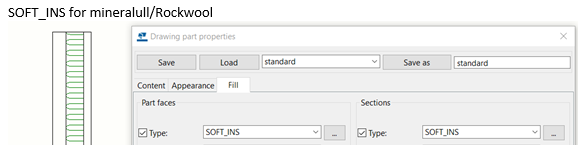 SOFT_INS for mineralull/Rockwool
Drawing part properties
Save Load standard Save as standard
Content Appearance Fill
Part faces Sections
Type: SOFT_INS ... Type: SOFT_INS ...